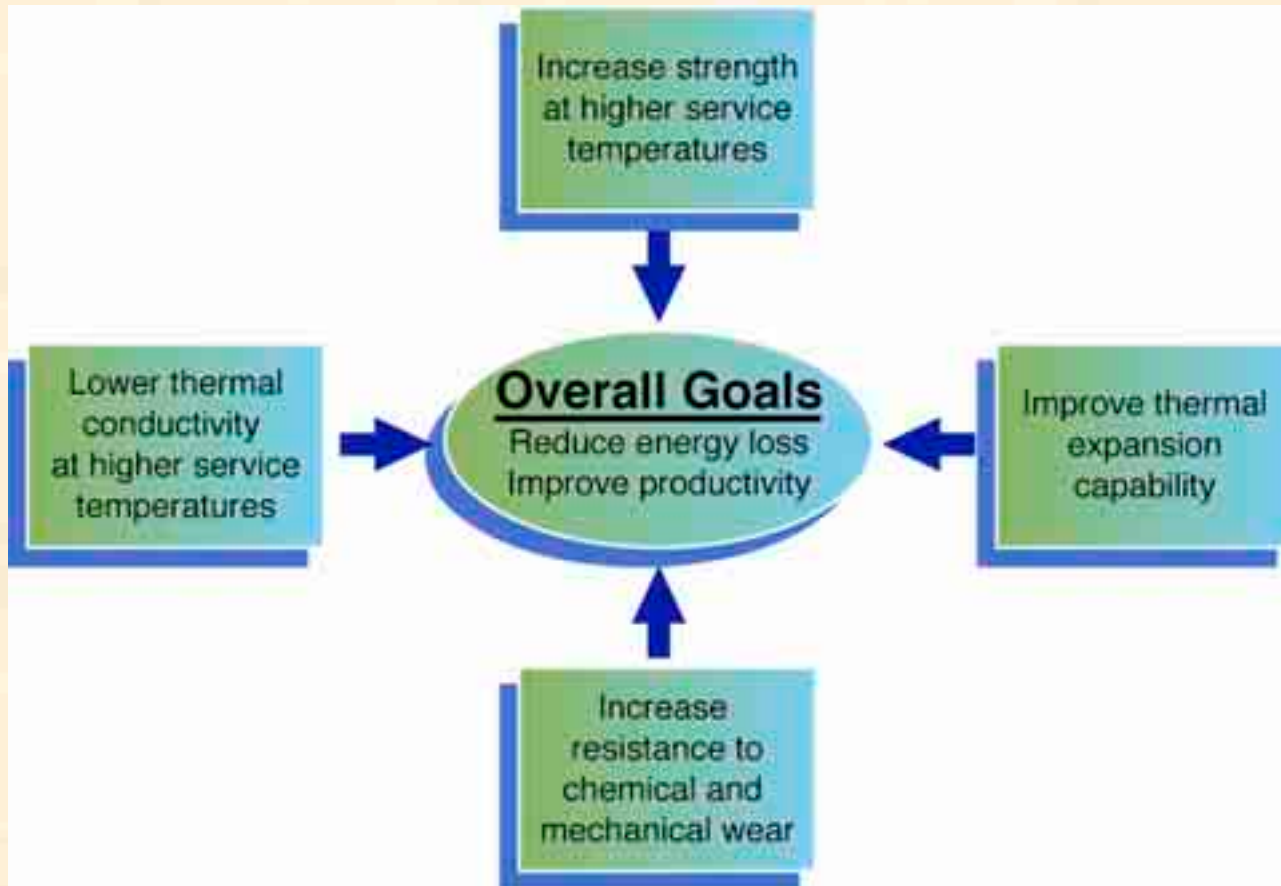 Increase strength
at higher service
temperatures
Lower thermal
conductivity
at higher service
temperatures
Overall Goals
Reduce energy loss
Improve productivity
Improve thermal
expansion
capability
Increase
resistance to
chemical and
mechanical wear